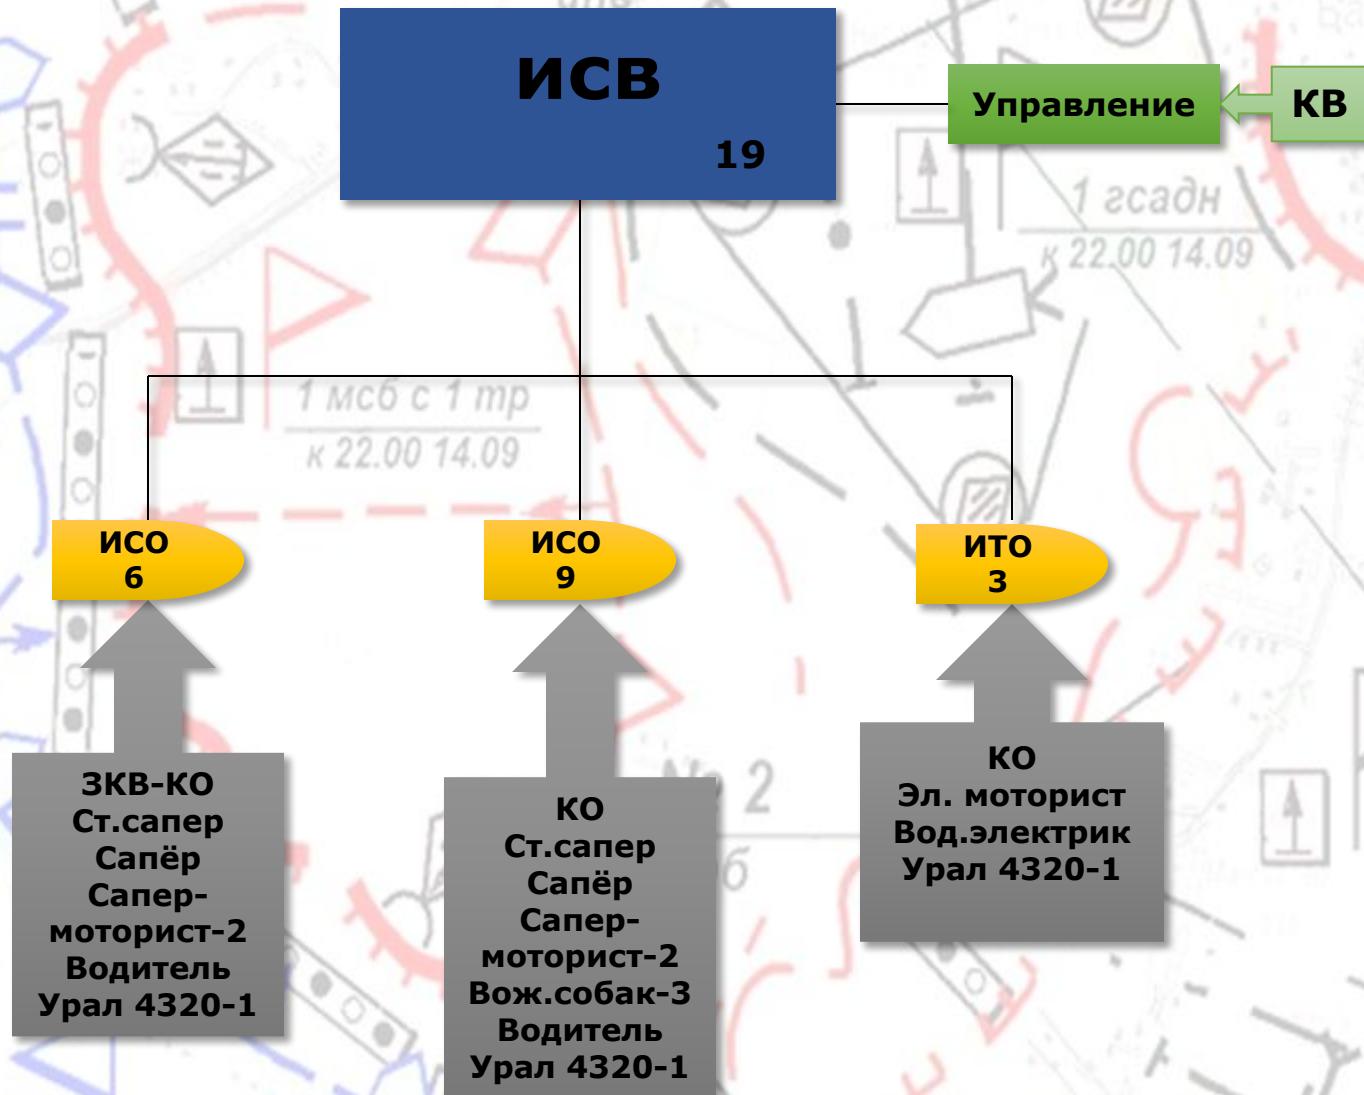 ИСВ
19
Управление
КВ
1 гсадн
к 22.00 14.09
1 мсб с 1 тр
к 22.00 14.09
ИСО
6
ИСО
9
ИТО
3
ЗКВ-КО
Ст.сапер
Сапёр
Сапер-
моторист-2
Водитель
Урал 4320-1
КО
Ст.сапер
Сапёр
Сапер-
моторист-2
Вож.собак-3
Водитель
Урал 4320-1
КО
Эл. моторист
Вод.электрик
Урал 4320-1
2